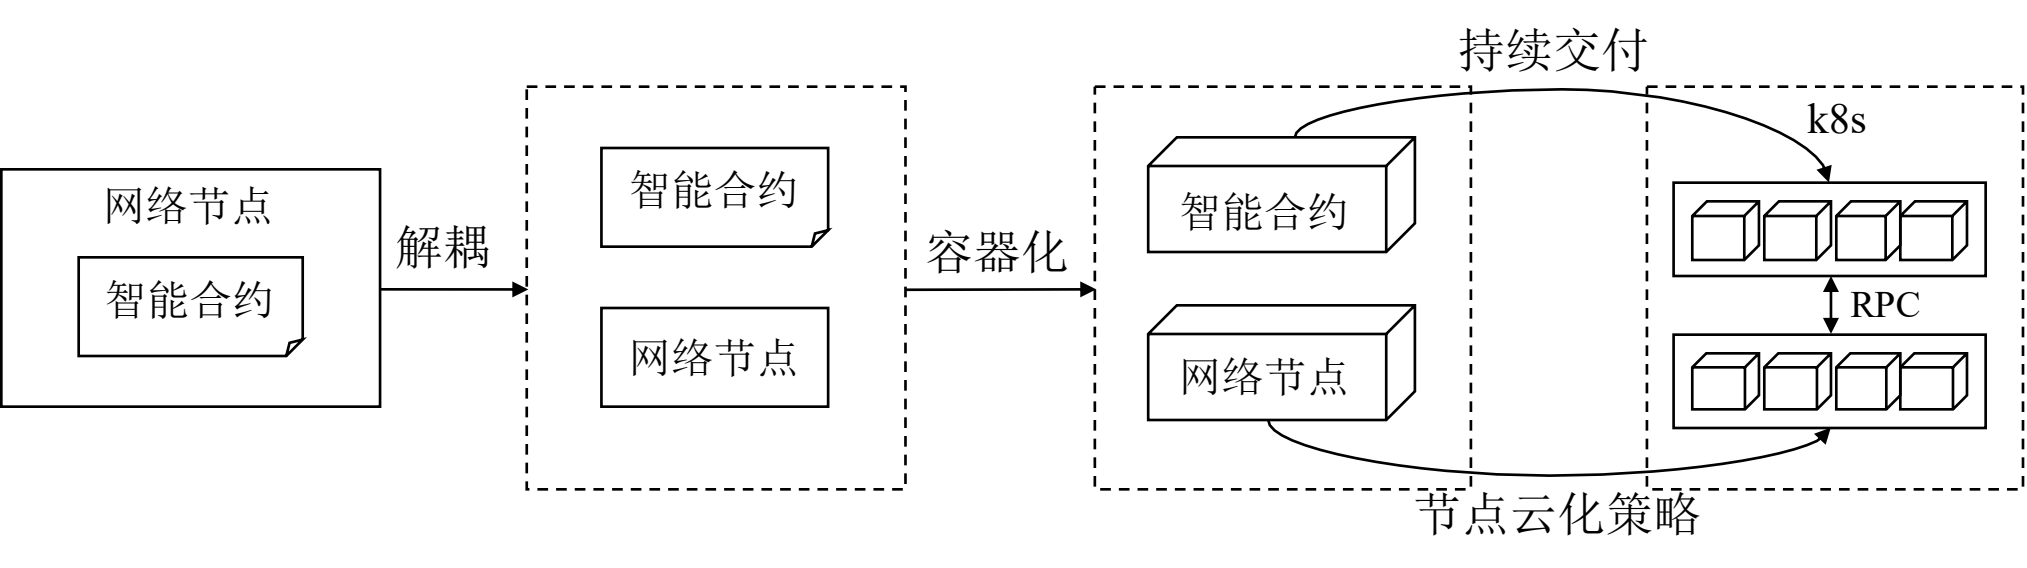 网络节点
智能合约
解耦
智能合约
网络节点
容器化
智能合约
网络节点
持续交付
节点云化策略
k8s
RPC